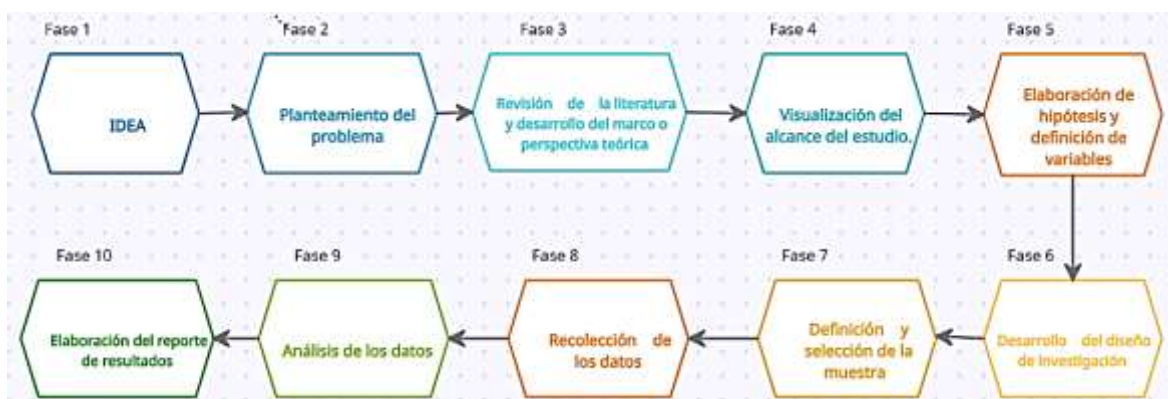 Fase 1
IDEA
Fase 2
Planteamiento del
problema
Fase 3
Revisión de la literatura
y desarrollo del marco o
perspectiva teórica
Fase 4
Visualización del
alcance del estudio.
Fase 5
Elaboración de
hipótesis y
definición de
variables
Fase 6
Desarrollo del diseño
de investigación
Fase 7
Definición y
selección de la
muestra
Fase 8
Recolección de
los datos
Fase 9
Análisis de los datos
Fase 10
Elaboración del reporte
de resultados